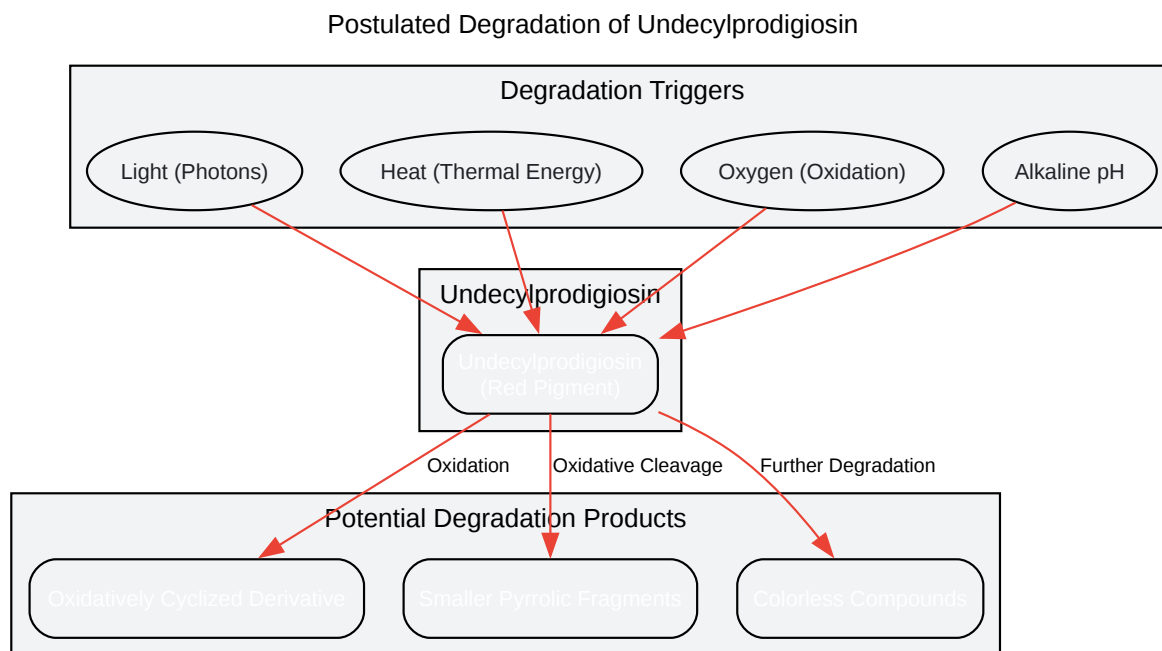 Postulated Degradation of Undecylprodigiosin
Degradation Triggers
Light (Photons)
Heat (Thermal Energy)
Oxygen (Oxidation)
Alkaline pH
Undecylprodigiosin
Undecylprodigiosin
(Red Pigment)
Oxidation
Oxidative Cleavage
Further Degradation
Potential Degradation Products
Oxidatively Cyclized Derivative
Smaller Pyrrolic Fragments
Colorless Compounds